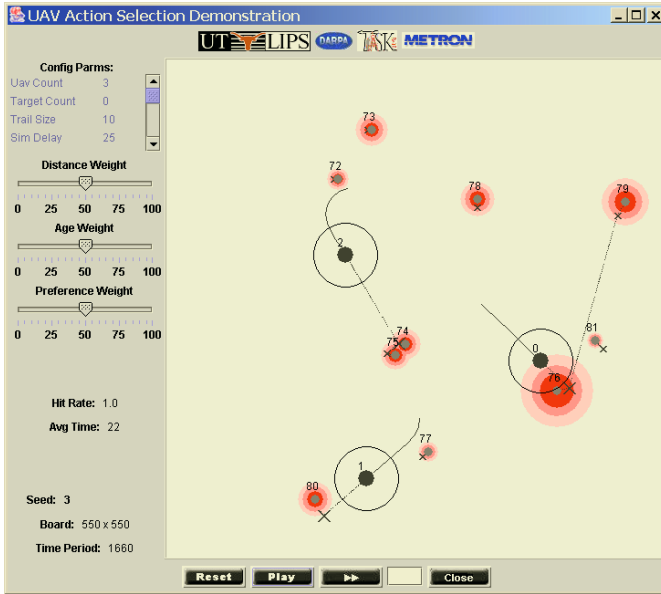 UAV Action Selection Demonstration
UT LIPS DARPA TASK METRON
Config Parms:
Uav Count 3
Target Count 0
Trail Size 10
Sim Delay 25
Distance Weight
0 25 50 75 100
Age Weight
0 25 50 75 100
Preference Weight
0 25 50 75 100
Hit Rate: 1.0
Avg Time: 22
Seed: 3
Board: 550 x 550
Time Period: 1660
73
72
78
79
2
74
75
81
0
76
77
1
80
Reset Play Close